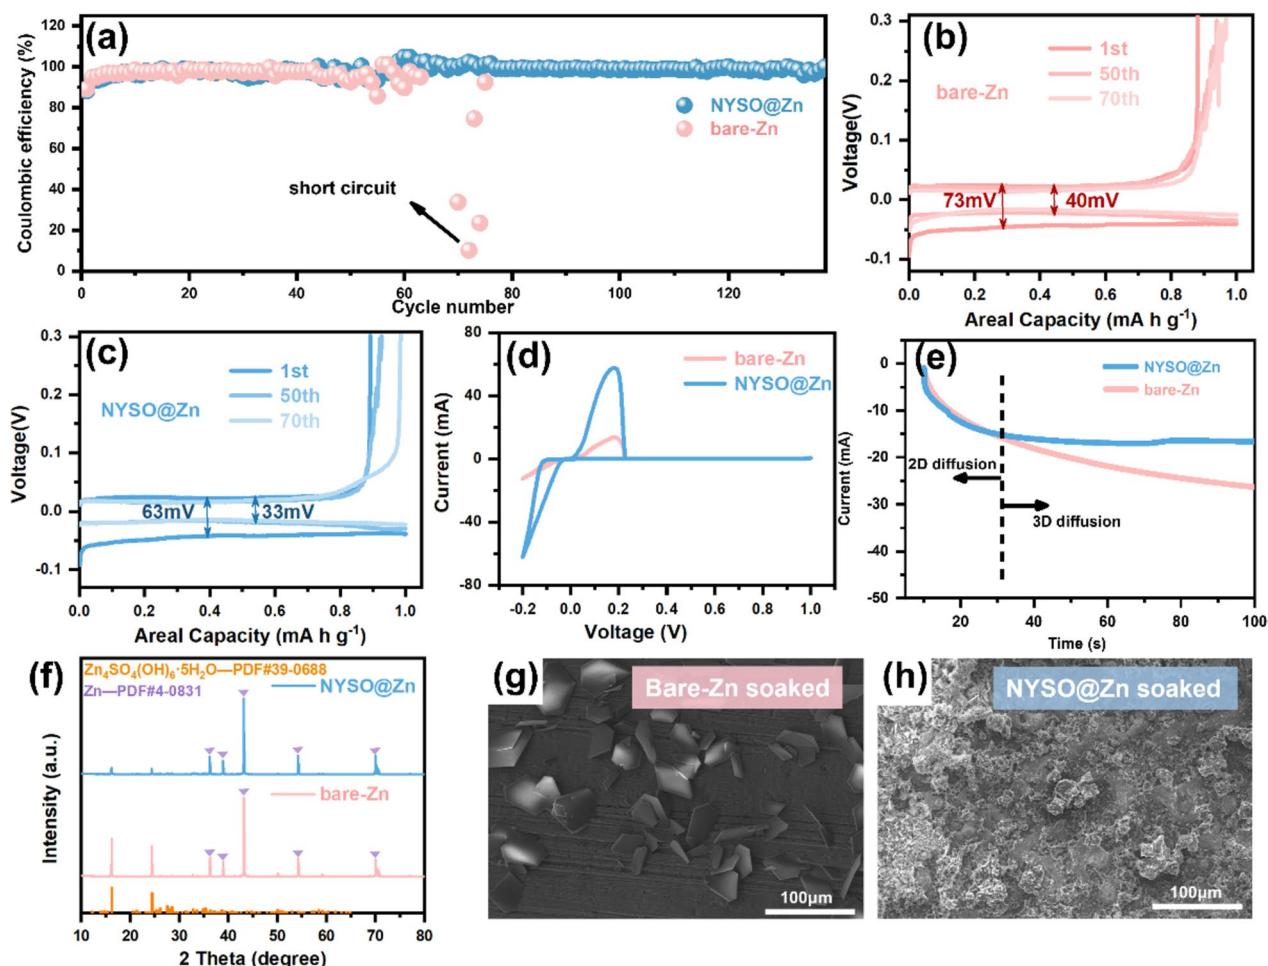 (a)
120
100
80
60
40
20
0
Coulombic efficiency (%)
NYSO@Zn
bare-Zn
short circuit
0 20 40 60 80 100 120
Cycle number
(b)
0.3
0.2
0.1
0.0
-0.1
Voltage(V)
1st
50th
70th
bare-Zn
73mV
40mV
0.0 0.2 0.4 0.6 0.8 1.0
Areal Capacity (mA h g-1)
(c)
0.3
0.2
0.1
0.0
-0.1
Voltage(V)
1st
50th
70th
NYSO@Zn
63mV
33mV
0.0 0.2 0.4 0.6 0.8 1.0
Areal Capacity (mA h g-1)
(d)
80
40
0
-40
-80
Current (mA)
bare-Zn
NYSO@Zn
-0.2 0.0 0.2 0.4 0.6 0.8 1.0
Voltage (V)
(e)
0
-10
-20
-30
-40
-50
Current (mA)
NYSO@Zn
bare-Zn
2D diffusion
3D diffusion
20 40 60 80 100
Time (s)
(f)
Zn4SO4(OH)6·5H2O—PDF#39-0688
Zn—PDF#4-0831
NYSO@Zn
bare-Zn
Intensity (a.u.)
10 20 30 40 50 60 70 80
2 Theta (degree)
(g)
Bare-Zn soaked
100μm
(h)
NYSO@Zn soaked
100μm